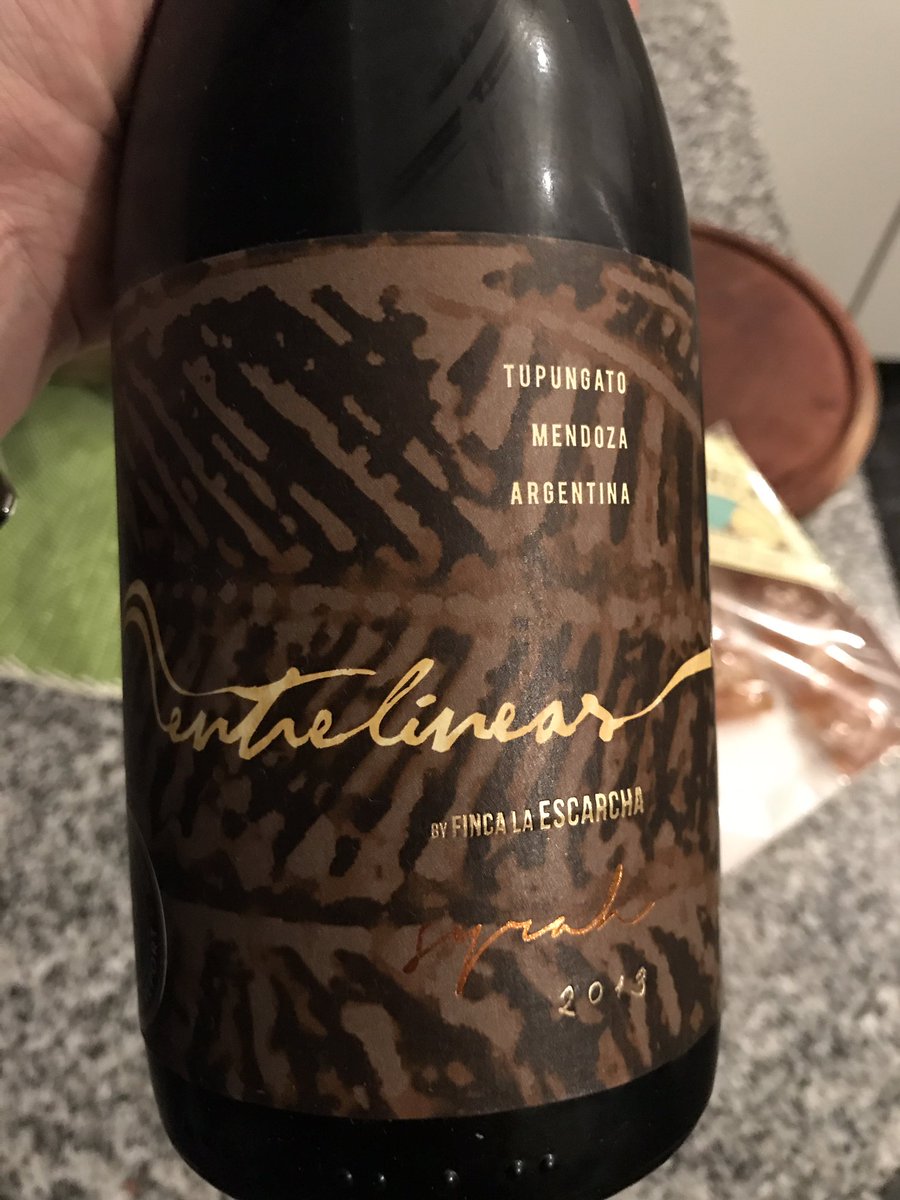 TUPUNGATO
MENDOZA
ARGENTINA
entrelineas
BY FINCA LA ESCARCHA
syrah
2013